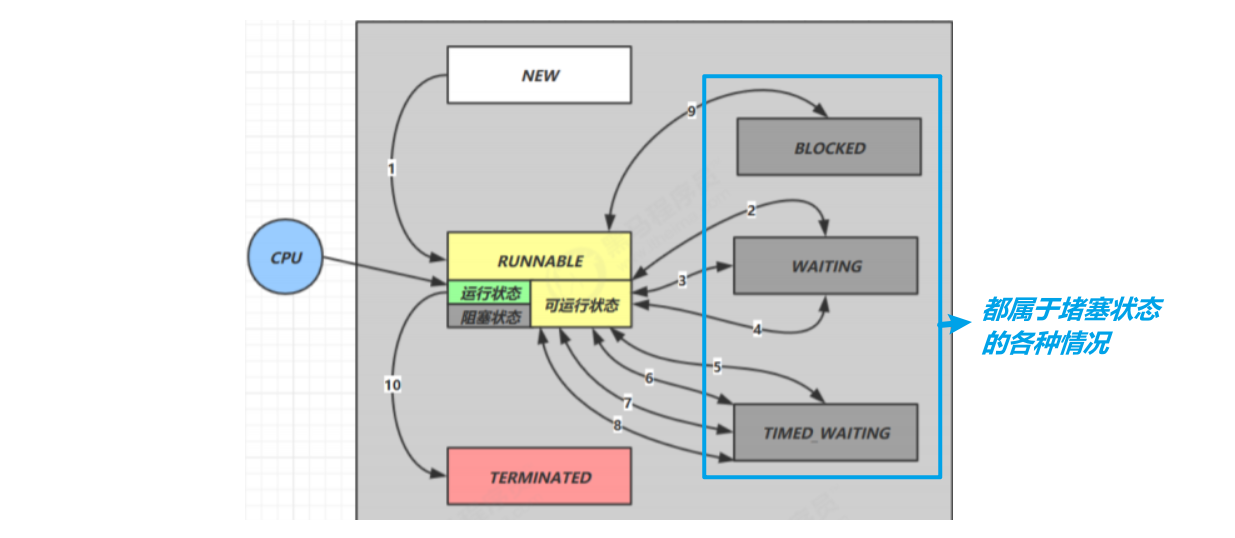 NEW
9
BLOCKED
1
2
CPU
RUNNABLE
WAITING
3
运行状态
可运行状态
阻塞状态
都属于堵塞状态
的各种情况
4
5
6
10
7
8
TIMED_WAITING
TERMINATED